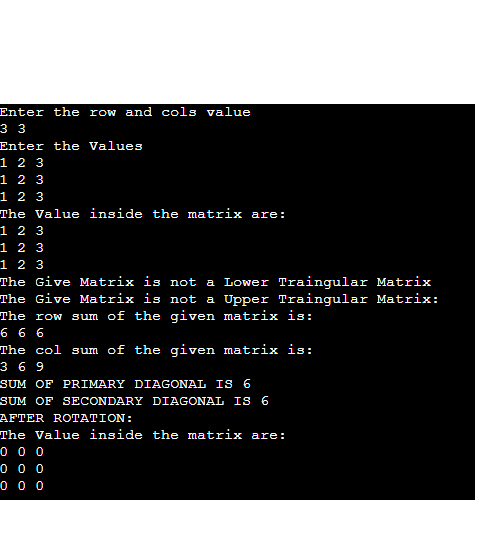 Enter the row and cols value
3 3
Enter the Values
1 2 3
1 2 3
1 2 3
The Value inside the matrix are:
1 2 3
1 2 3
1 2 3
The Give Matrix is not a Lower Traingular Matrix
The Give Matrix is not a Upper Traingular Matrix:
The row sum of the given matrix is:
6 6 6
The col sum of the given matrix is:
3 6 9
SUM OF PRIMARY DIAGONAL IS 6
SUM OF SECONDARY DIAGONAL IS 6
AFTER ROTATION:
The Value inside the matrix are:
0 0 0
0 0 0
0 0 0